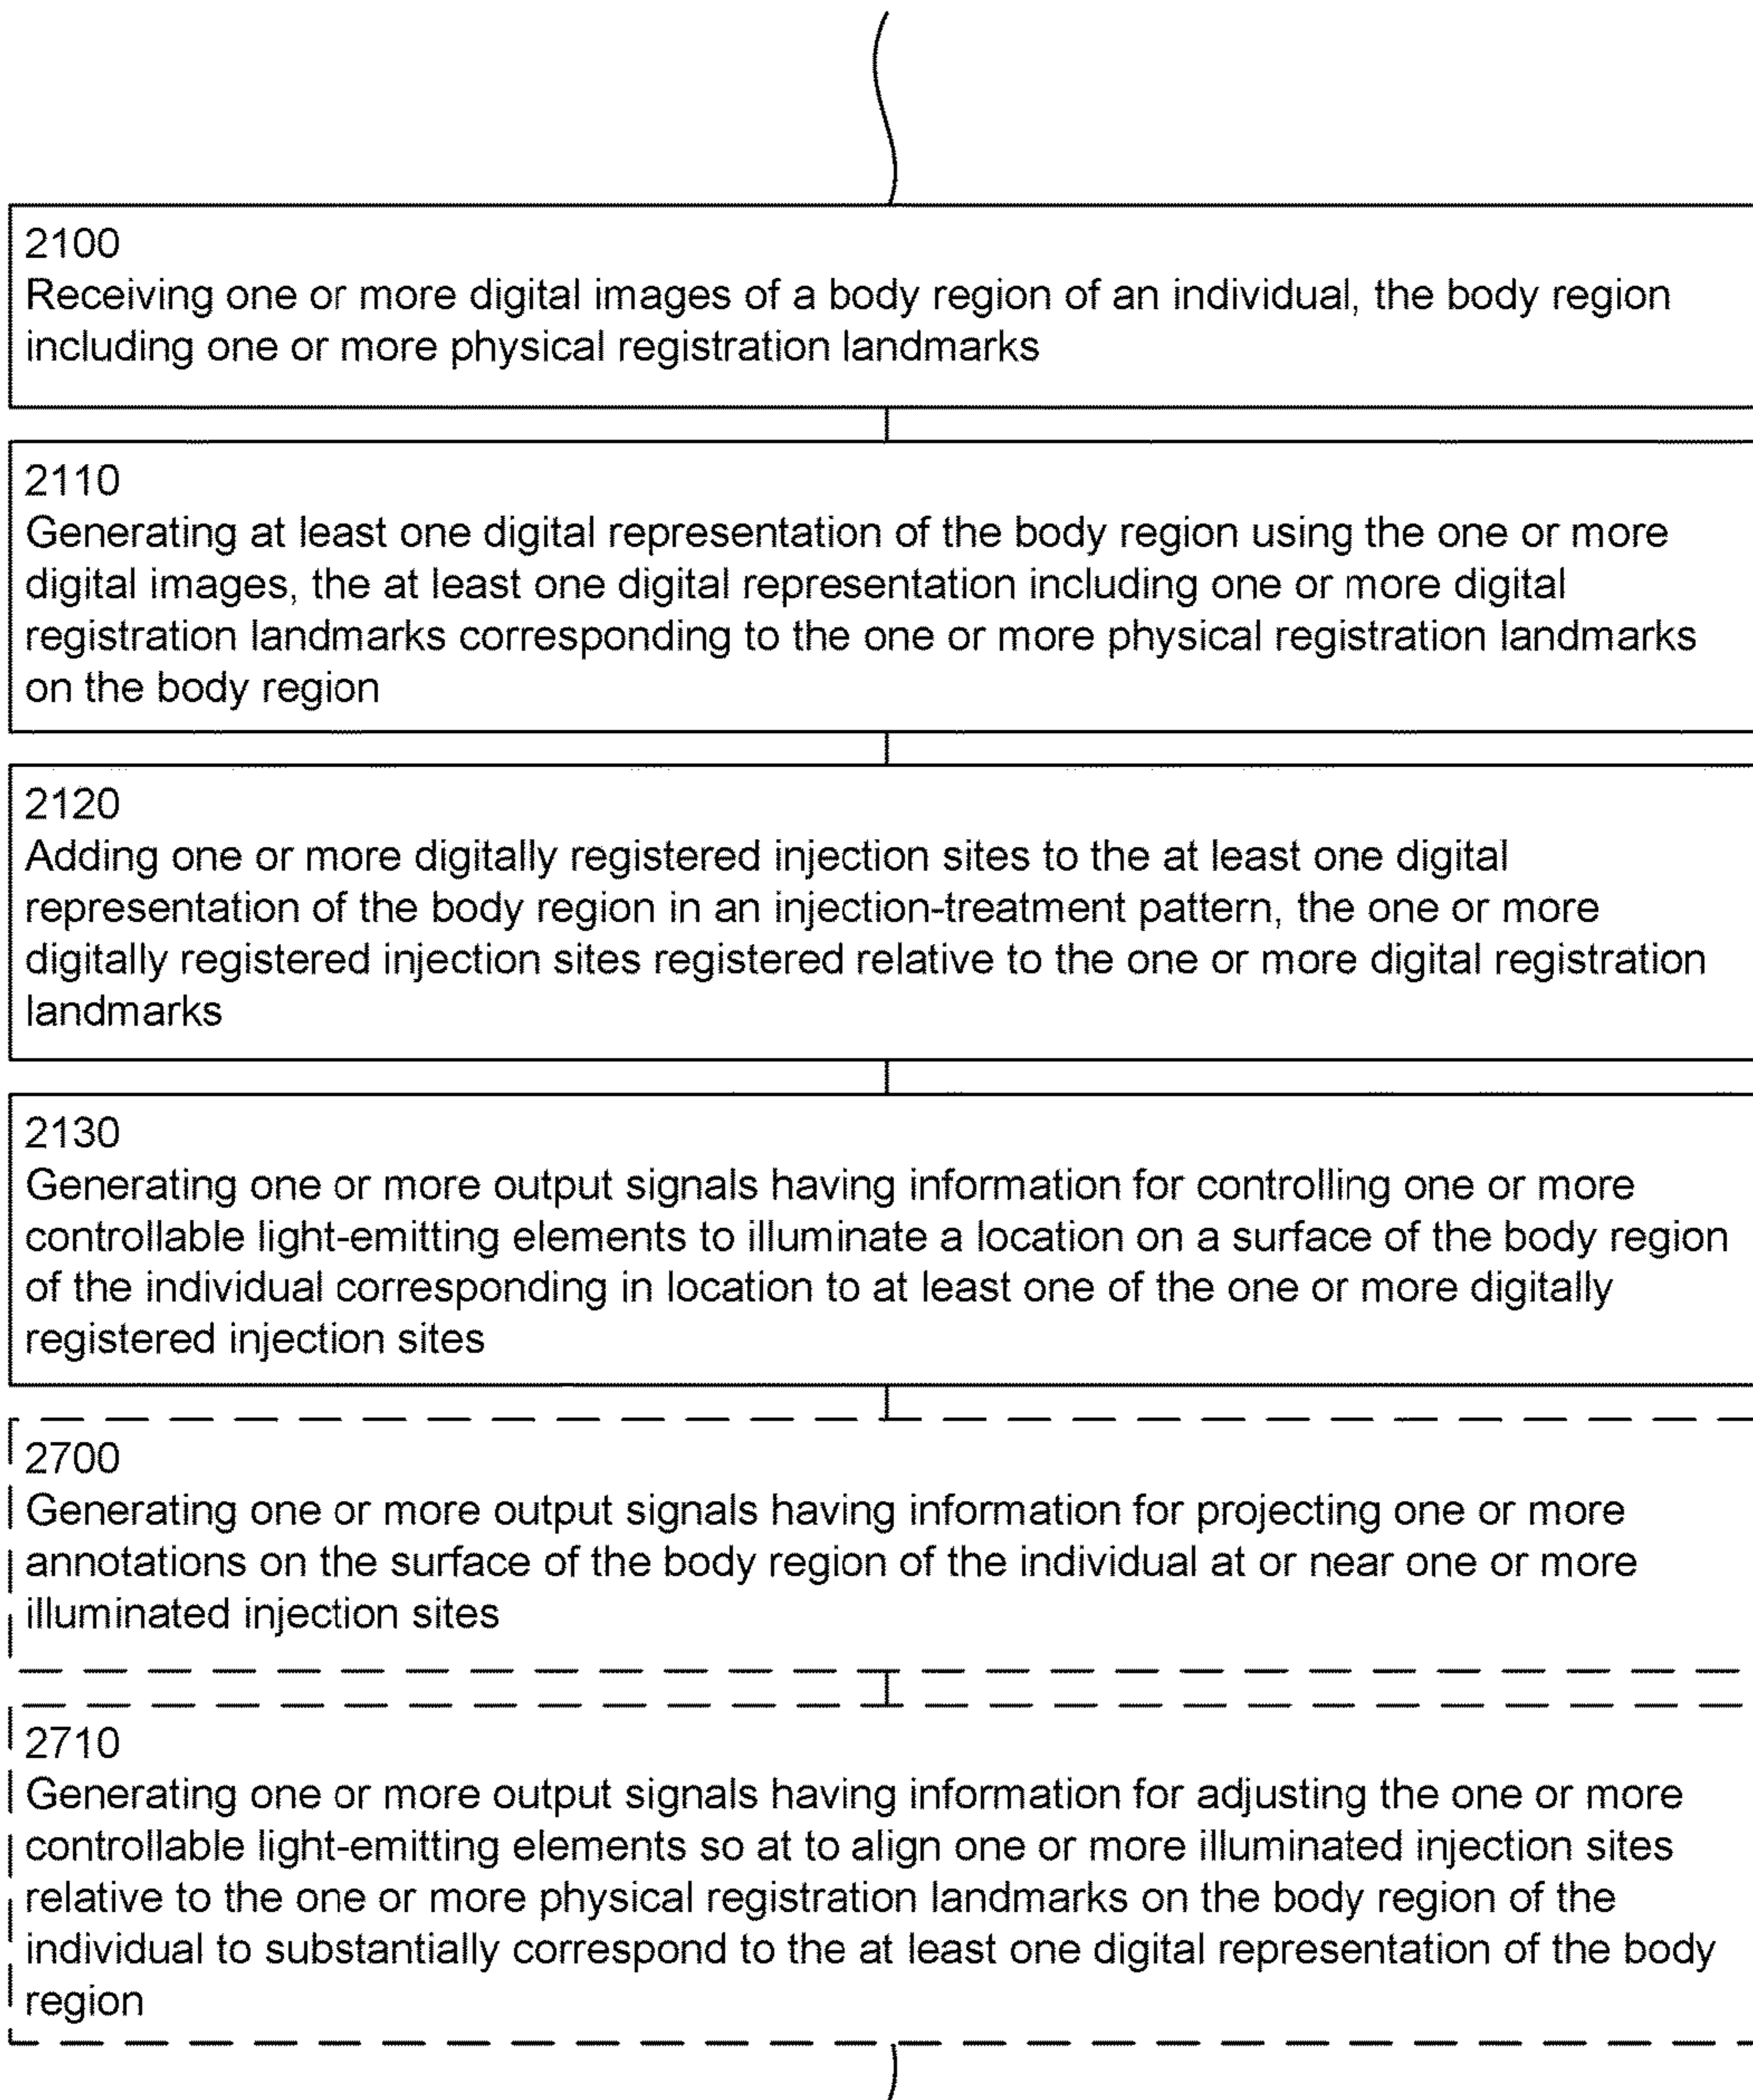 2100
Receiving one or more digital images of a body region of an individual, the body region
including one or more physical registration landmarks
2110
Generating at least one digital representation of the body region using the one or more
digital images, the at least one digital representation including one or more digital
registration landmarks corresponding to the one or more physical registration landmarks
on the body region
2120
Adding one or more digitally registered injection sites to the at least one digital
representation of the body region in an injection-treatment pattern, the one or more
digitally registered injection sites registered relative to the one or more digital registration
landmarks
2130
Generating one or more output signals having information for controlling one or more
controllable light-emitting elements to illuminate a location on a surface of the body region
of the individual corresponding in location to at least one of the one or more digitally
registered injection sites
2700
Generating one or more output signals having information for projecting one or more
annotations on the surface of the body region of the individual at or near one or more
illuminated injection sites
2710
Generating one or more output signals having information for adjusting the one or more
controllable light-emitting elements so at to align one or more illuminated injection sites
relative to the one or more physical registration landmarks on the body region of the
individual to substantially correspond to the at least one digital representation of the body
region